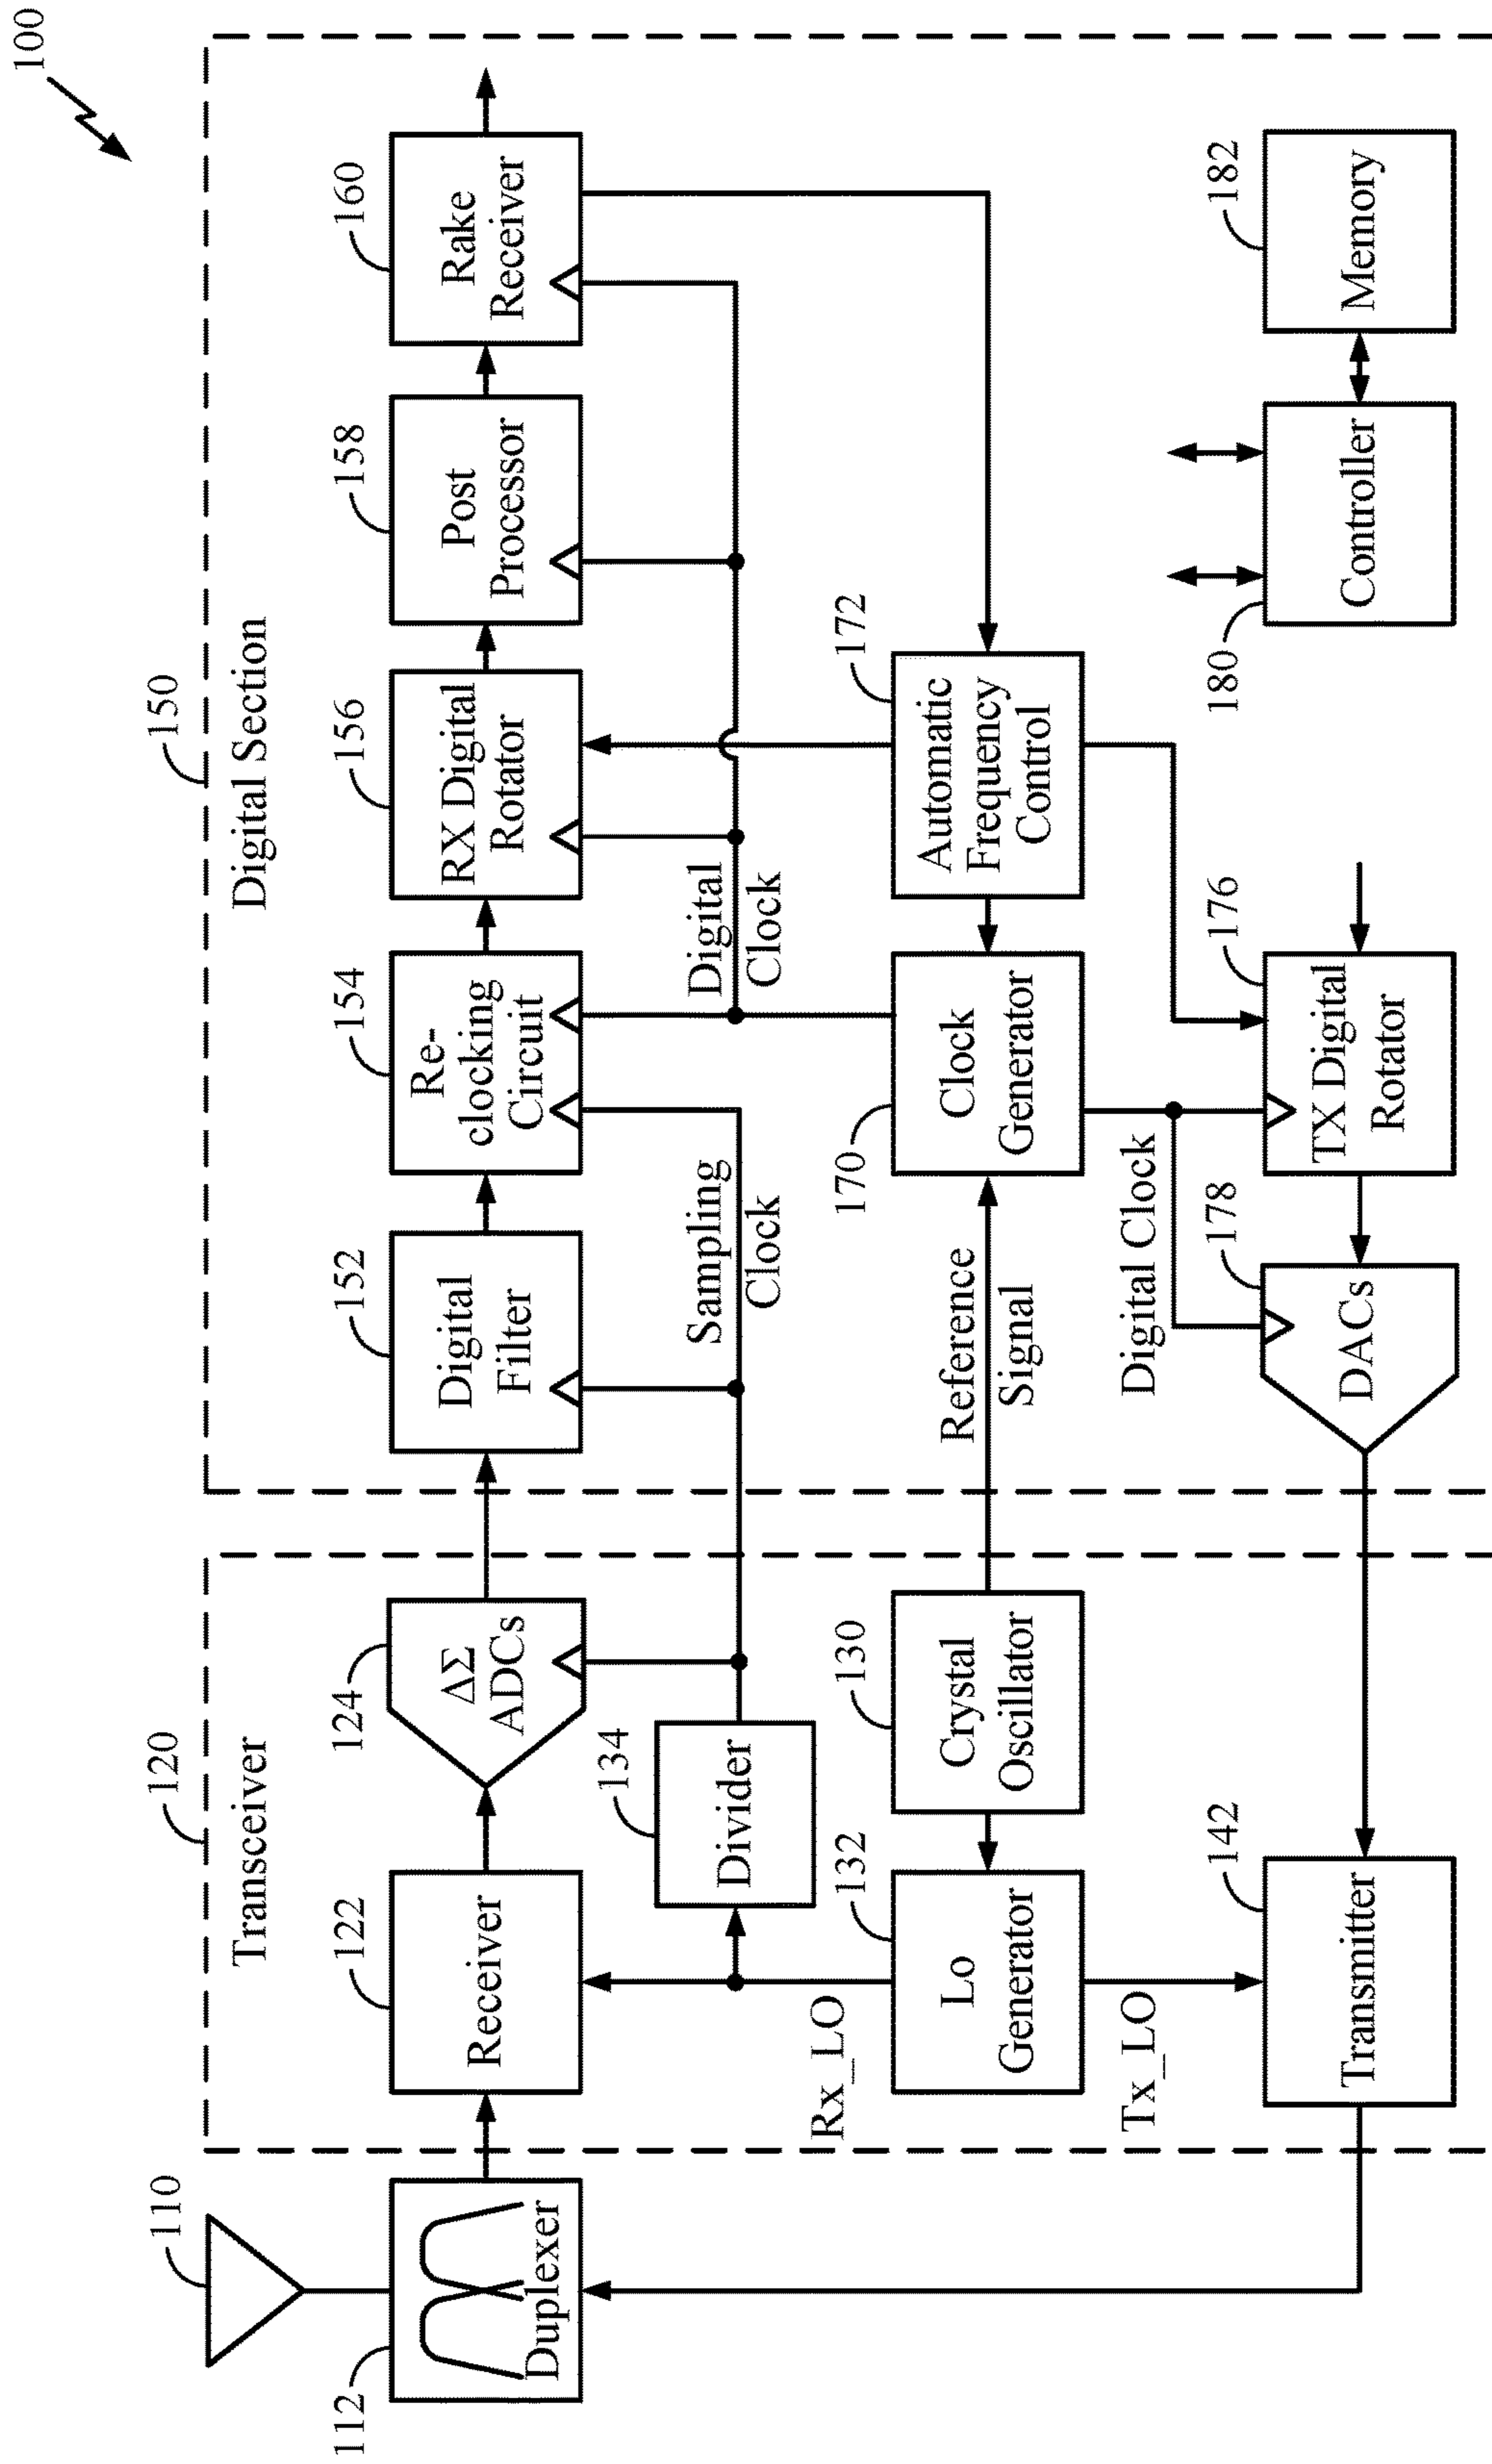 100
110
120
Transceiver
150
Digital Section
112
Duplexer
122
Receiver
124
ΔΣ
ADCs
152
Digital
Filter
154
Re-
clocking
Circuit
156
RX Digital
Rotator
158
Post
Processor
160
Rake
Receiver
134
Divider
Sampling
Clock
Digital
Clock
Rx_LO
132
Lo
Generator
130
Crystal
Oscillator
Reference
Signal
170
Clock
Generator
172
Automatic
Frequency
Control
Tx_LO
Digital Clock
142
Transmitter
178
DACs
176
TX Digital
Rotator
180
Controller
182
Memory